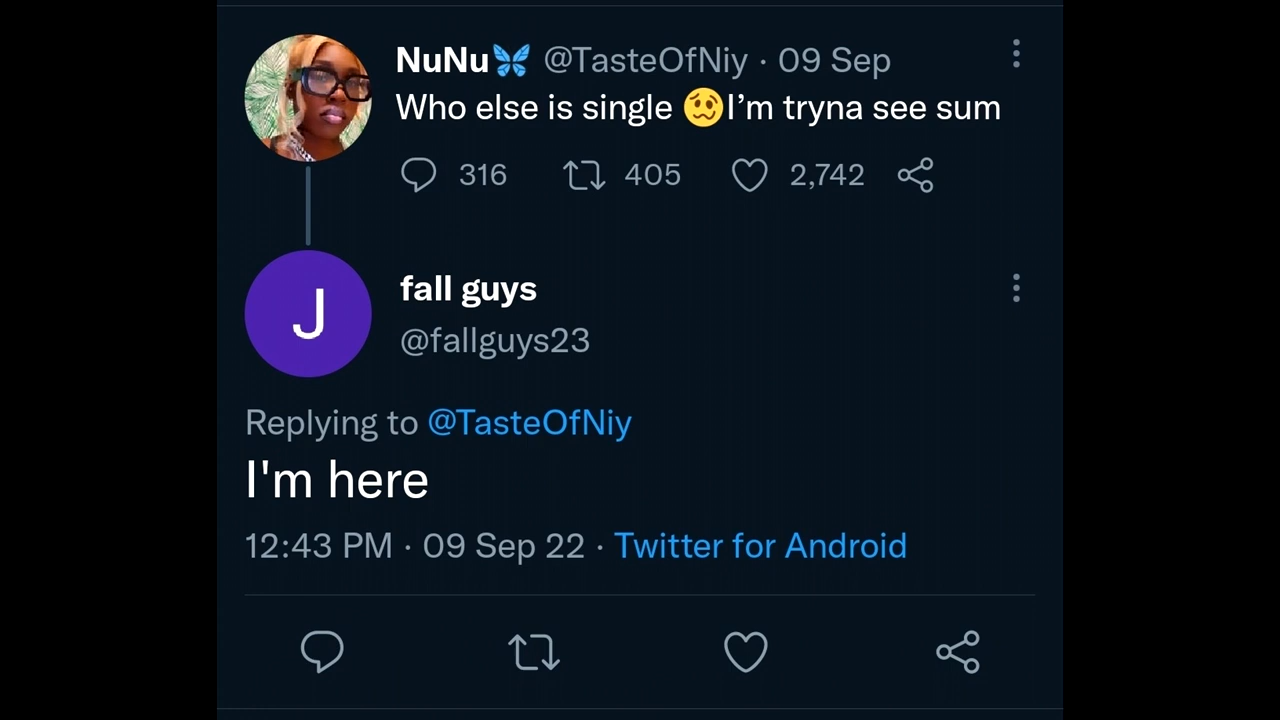 NuNu🦋 @TasteOfNiy · 09 Sep
Who else is single 🥴I’m tryna see sum
316 405 2,742
J
fall guys
@fallguys23
Replying to @TasteOfNiy
I'm here
12:43 PM · 09 Sep 22 · Twitter for Android